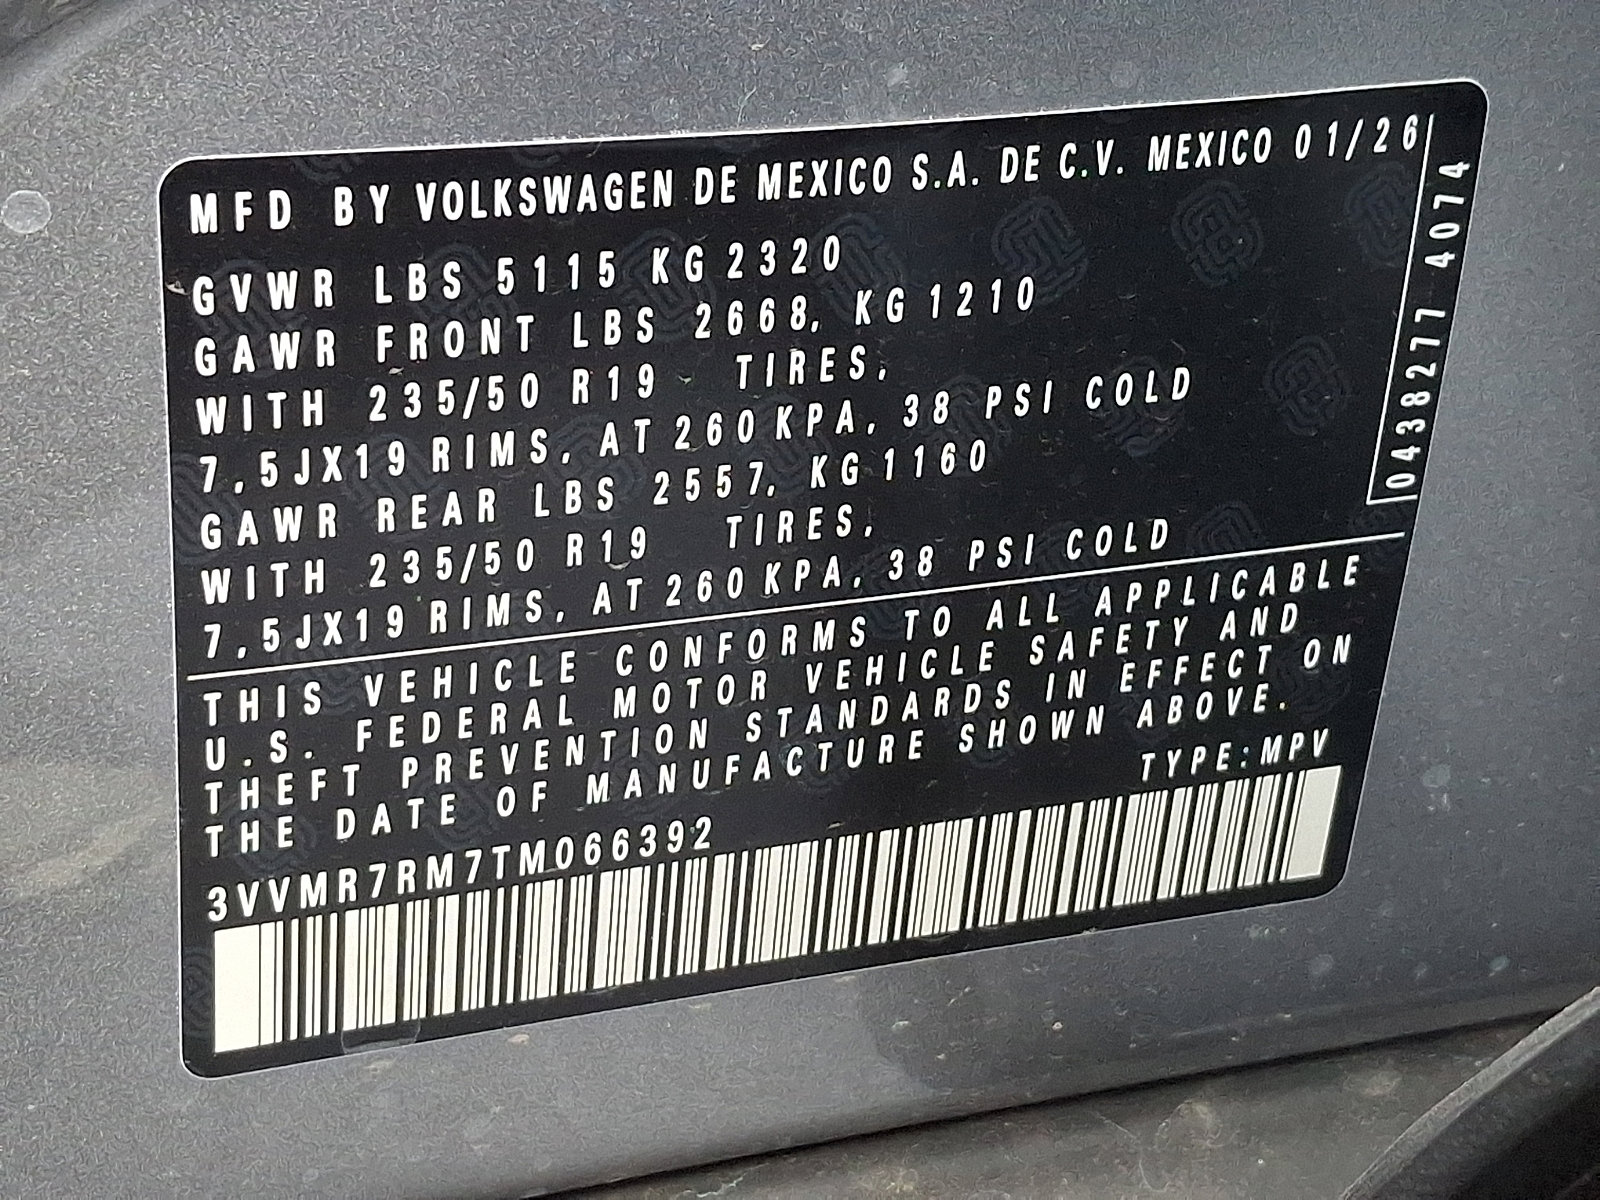 MFD BY VOLKSWAGEN DE MEXICO S.A. DE C.V. MEXICO 01/26
GVWR LBS 5115 KG 2320
GAWR FRONT LBS 2668, KG 1210
WITH 235/50 R19 TIRES,
7,5JX19 RIMS, AT 260 KPA, 38 PSI COLD
GAWR REAR LBS 2557, KG 1160
WITH 235/50 R19 TIRES,
7,5JX19 RIMS, AT 260 KPA, 38 PSI COLD
0438277 4074
THIS VEHICLE CONFORMS TO ALL APPLICABLE
U.S. FEDERAL MOTOR VEHICLE SAFETY AND
THEFT PREVENTION STANDARDS IN EFFECT ON
THE DATE OF MANUFACTURE SHOWN ABOVE.
TYPE:MPV
3VVMR7RM7TM066392